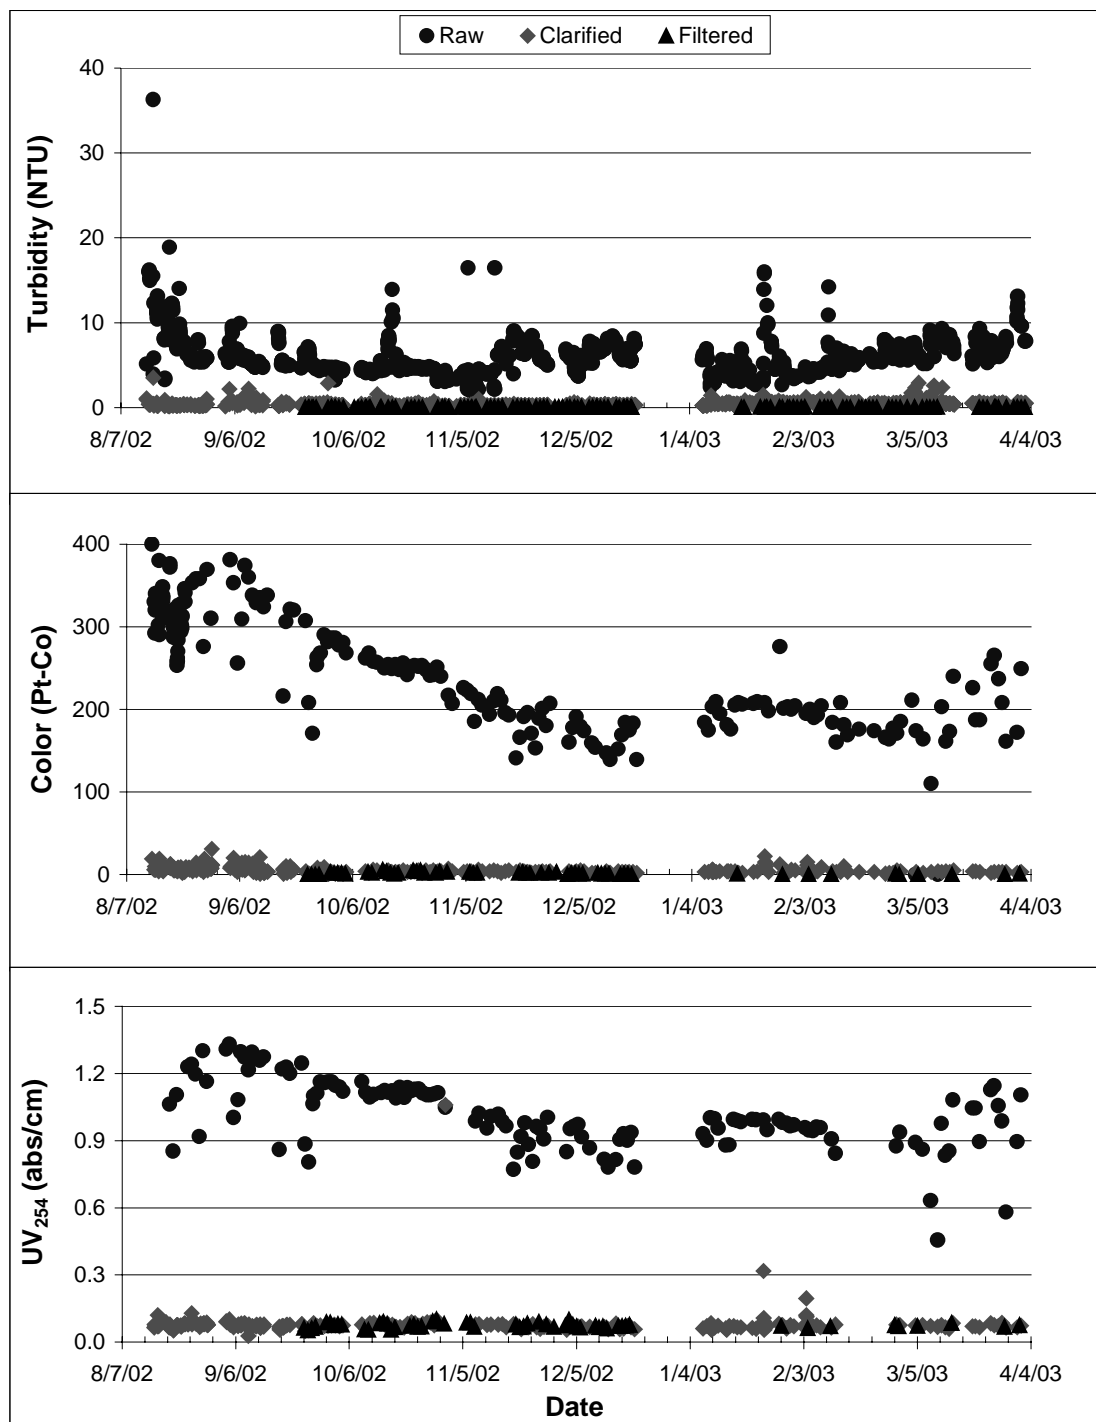 Raw Clarified Filtered
Turbidity (NTU)
40
30
20
10
0
8/7/02 9/6/02 10/6/02 11/5/02 12/5/02 1/4/03 2/3/03 3/5/03 4/4/03
Color (Pt-Co)
400
300
200
100
0
8/7/02 9/6/02 10/6/02 11/5/02 12/5/02 1/4/03 2/3/03 3/5/03 4/4/03
UV254 (abs/cm)
1.5
1.2
0.9
0.6
0.3
0.0
8/7/02 9/6/02 10/6/02 11/5/02 12/5/02 1/4/03 2/3/03 3/5/03 4/4/03
Date